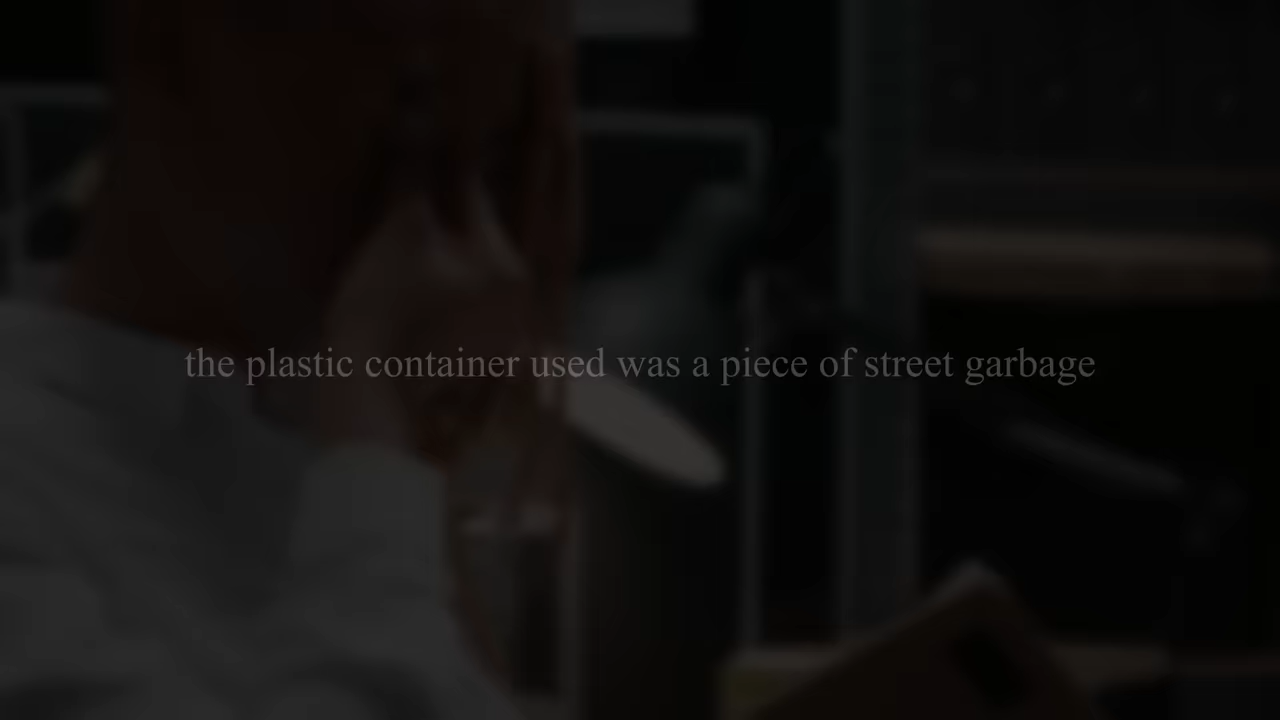 the plastic container used was a piece of street garbage